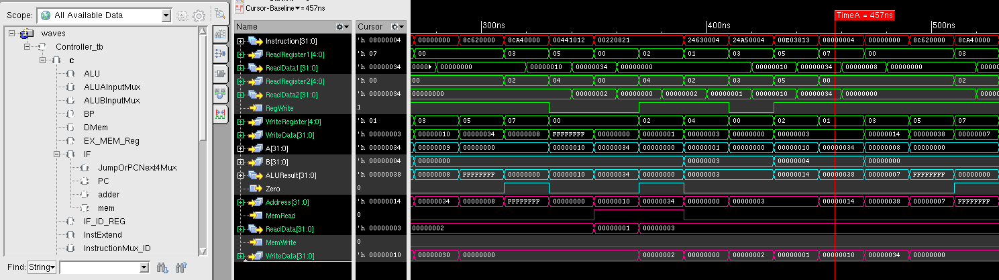 Scope: All Available Data
waves
Controller_tb
c
ALU
ALUAInputMux
ALUBInputMux
BP
DMem
EX_MEM_Reg
IF
JumpOrPCNext4Mux
PC
adder
mem
IF_ID_REG
InstExtend
InstructionMux_ID
Find: String
Cursor-Baseline = 457ns
Name Cursor
TimeA = 457ns
300ns 400ns 500ns
Instruction[31:0] 'h 08000004 00000000 8c620000 8CA40000 00441012 00220821 24630004 24A50004 00E03813 08000004 00000000 8c620000 8CA40000
ReadRegister1[4:0] 'h 07 00 03 05 00 02 01 03 05 07 00 03
ReadData1[31:0] 'h 00000034 0000 00000000 00000010 00000034 00000000 00000010 00000034 00000008 00000000 00000
ReadRegister2[4:0] 'h 00 00 02 04 00 04 02 03 05 00 02
ReadData2[31:0] 'h 00000034 00000000 00000002 00000000 00000002 00000001 00000010 00000034 00000000 00000
RegWrite 1
WriteRegister[4:0] 'h 01 03 05 07 00 02 04 00 02 01 03 05 07
WriteData[31:0] 'h 00000003 00000010 00000034 00000008 FFFFFFFF 00000000 00000001 00000003 00000000 00000003 00000014 00000038 00000007
A[31:0] 'h 00000034 00000009 00000000 00000010 00000034 00000000 00000001 00000000 00000010 00000034 00000008 00000000
B[31:0] 'h 00000004 00000000 00000003 00000004 00000000
ALUResult[31:0] 'h 00000038 00000008 FFFFFFFF 00000000 00000010 00000034 00000000 00000003 00000014 00000038 00000007 FFFFFFFF 00000000
Zero 0
Address[31:0] 'h 00000014 00000034 00000008 FFFFFFFF 00000000 00000010 00000034 00000000 00000003 00000014 00000038 00000007 FFFFFFFF
MemRead 0
ReadData[31:0] 'h 00000003 00000002 00000001 00000003
MemWrite 0
WriteData[31:0] 'h 00000010 00000030 00000000 00000002 00000000 00000002 00000001 00000010 00000034 00000000